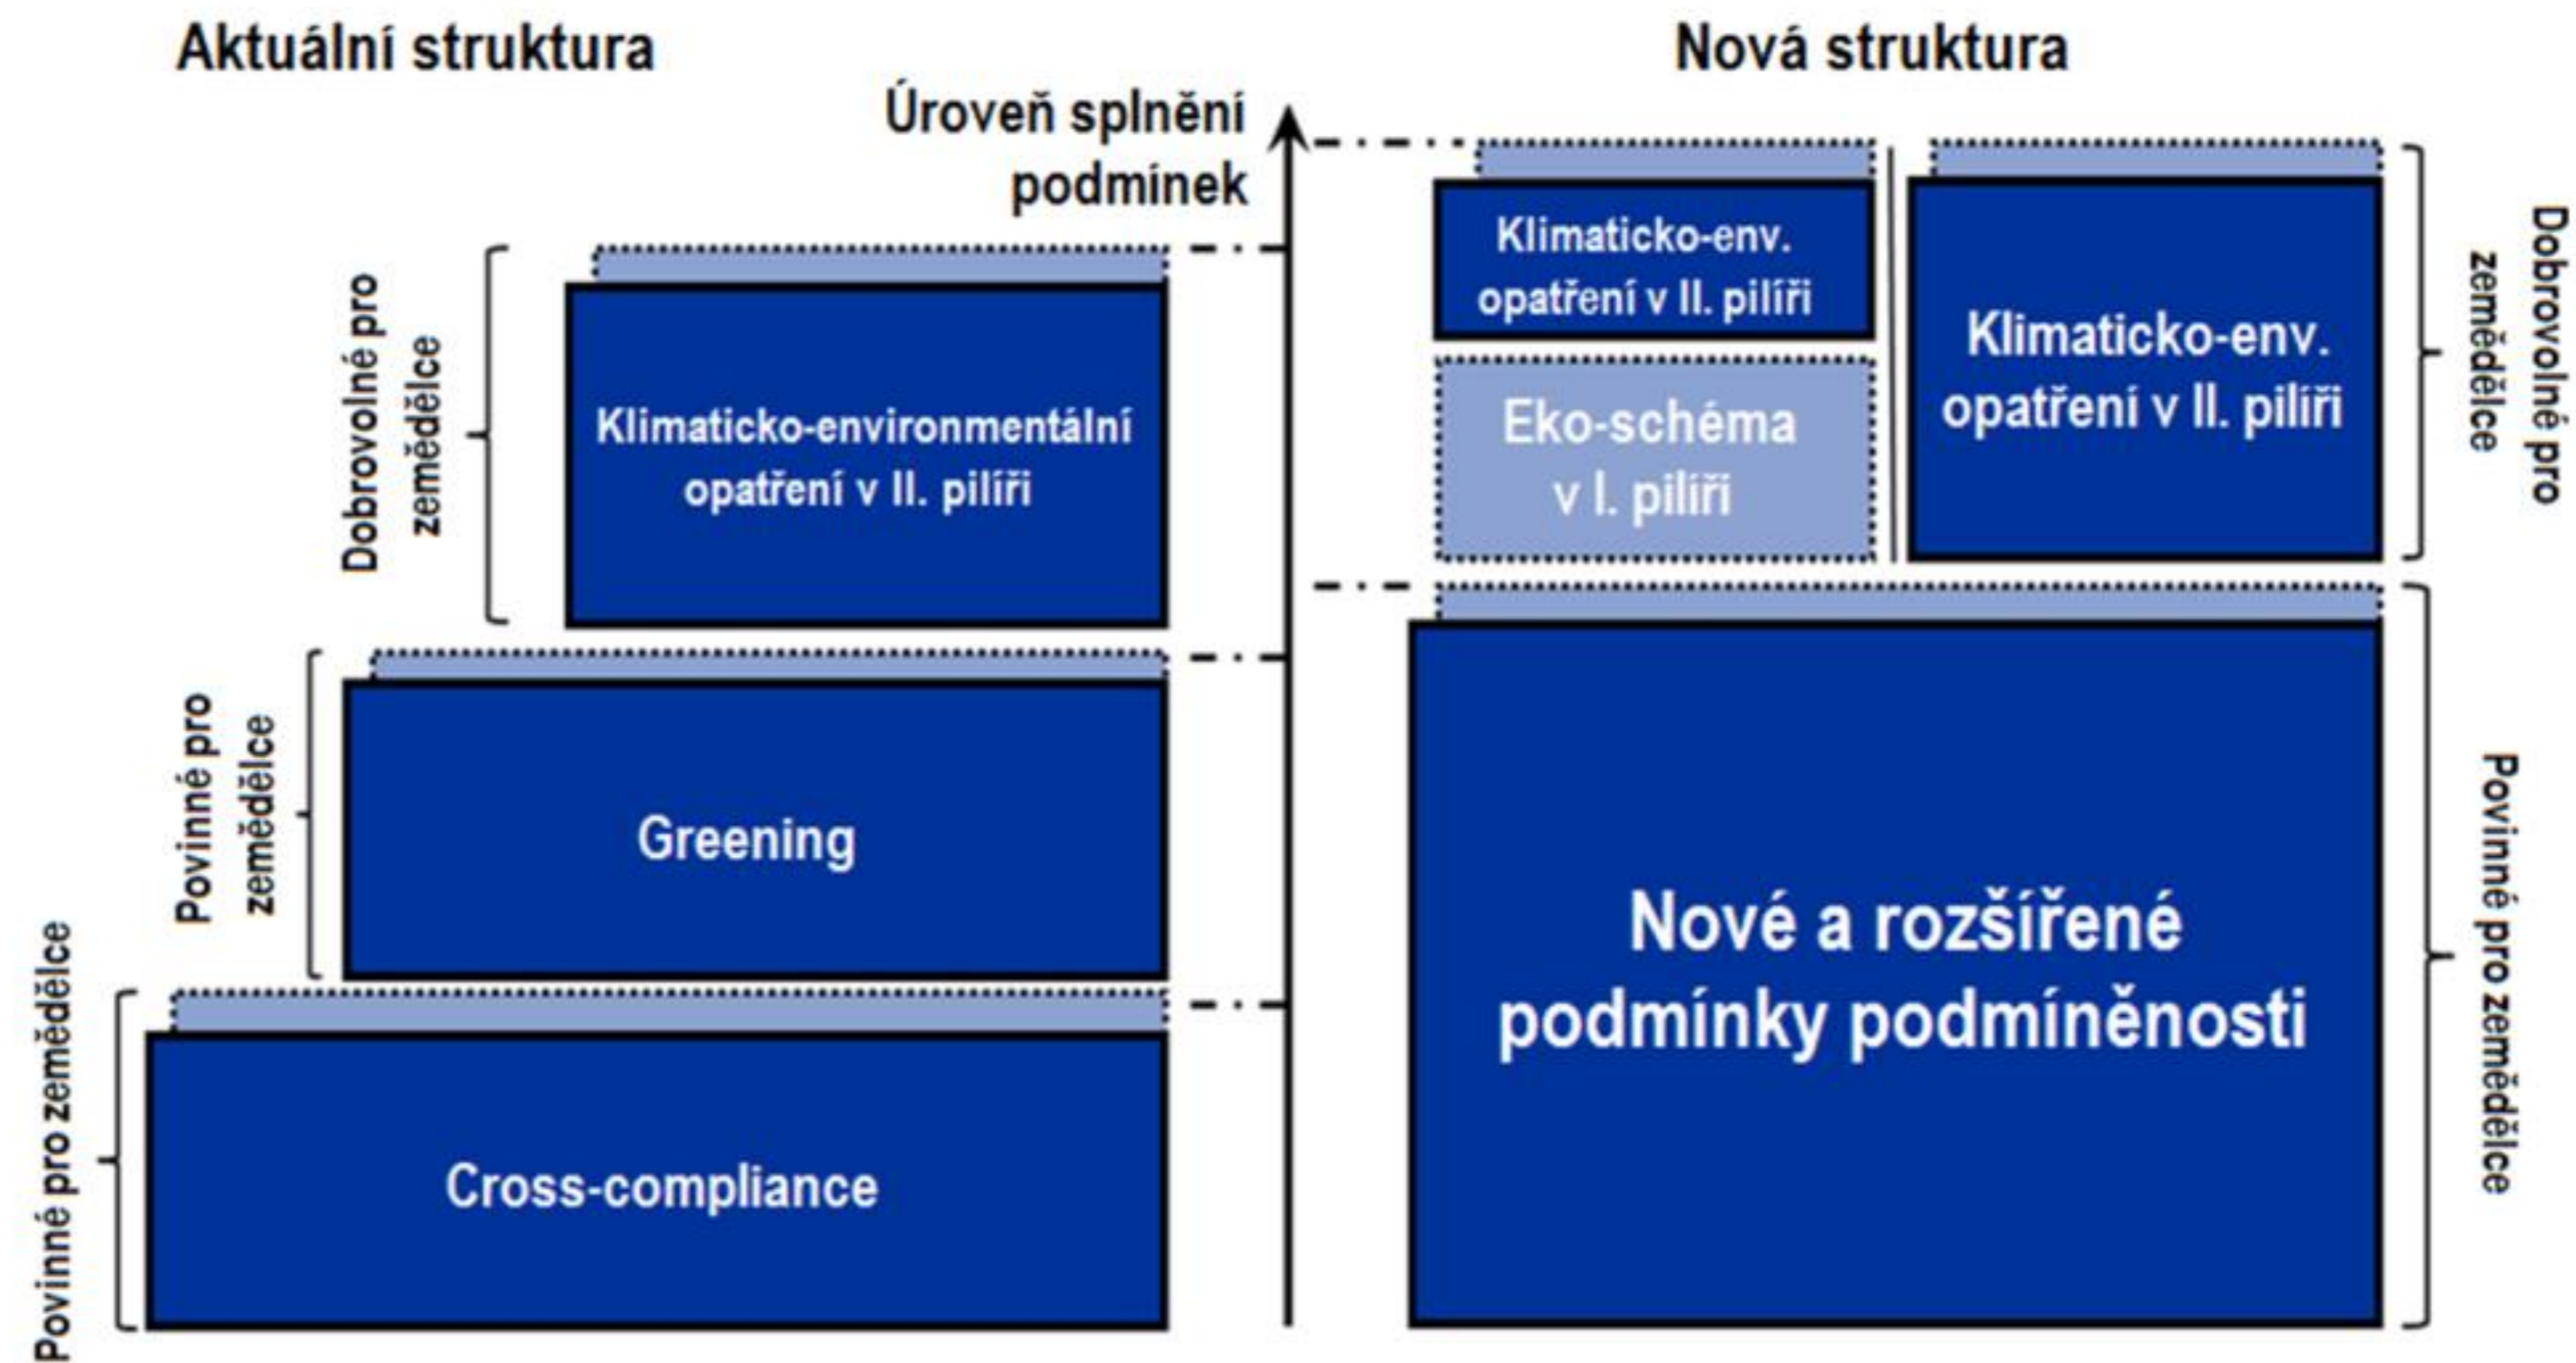 Aktuální struktura
Nová struktura
Úroveň splnění
podmínek
Dobrovolné pro
zemědělce
Klimaticko-environmentální
opatření v II. pilíři
Povinné pro
zemědělce
Greening
Povinné pro zemědělce
Cross-compliance
Klimaticko-env.
opatření v II. pilíři
Eko-schéma
v I. pilíři
Klimaticko-env.
opatření v II. pilíři
Dobrovolné pro
zemědělce
Nové a rozšířené
podmínky podmíněnosti
Povinné pro zemědělce